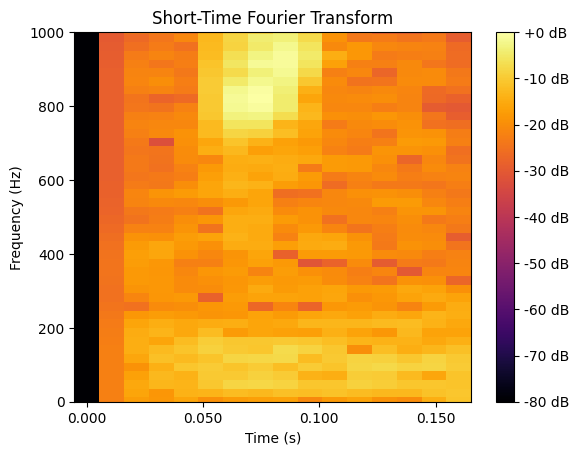 Short-Time Fourier Transform
1000
800
600
400
200
0
Frequency (Hz)
0.000
0.050
0.100
0.150
Time (s)
+0 dB
-10 dB
-20 dB
-30 dB
-40 dB
-50 dB
-60 dB
-70 dB
-80 dB